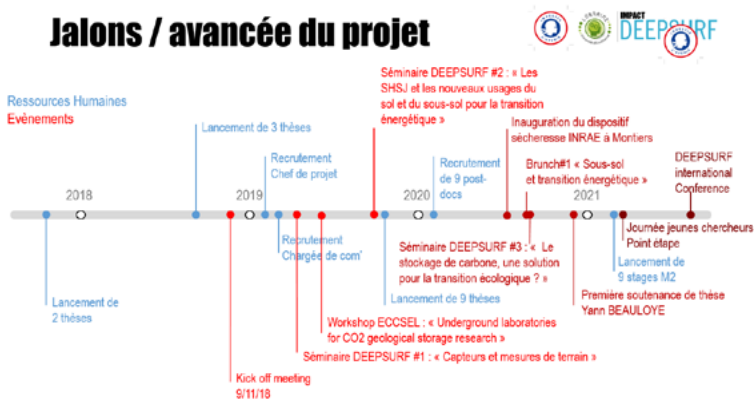 Jalons / avancée du projet
IMPACT
DEEPSURF
Ressources Humaines
Evènements
Séminaire DEEPSURF #2 : « Les
SHSJ et les nouveaux usages du
sol et du sous-sol pour la transition
énergétique »
Lancement de 3 thèses
Inauguration du dispositif
sécheresse INRAE à Montiers
Recrutement
Chef de projet
Recrutement
de 9 post-
docs
Brunch#1 « Sous-sol
et transition énergétique »
DEEPSURF
international
Conference
2018
2019
2020
2021
Recrutement
Chargée de com'
Séminaire DEEPSURF #3 : « Le
stockage de carbone, une solution
pour la transition écologique ? »
Journée jeunes chercheurs
Point étape
Lancement de
9 stages M2
Lancement de
2 thèses
Lancement de 9 thèses
Première soutenance de thèse
Yann BEAULOYE
Workshop ECCSEL : « Underground laboratories
for CO2 geological storage research »
Séminaire DEEPSURF #1 : « Capteurs et mesures de terrain »
Kick off meeting
9/11/18